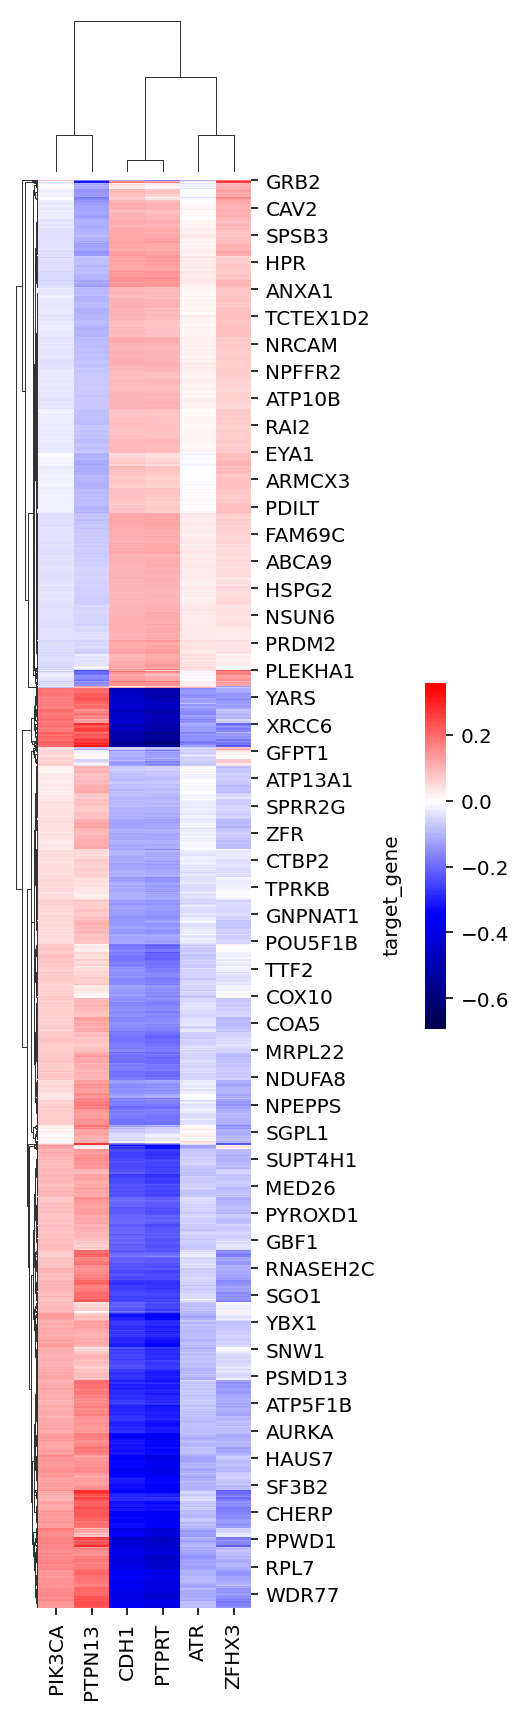 GRB2
CAV2
SPSB3
HPR
ANXA1
TCTEX1D2
NRCAM
NPFFR2
ATP10B
RAI2
EYA1
ARMCX3
PDILT
FAM69C
ABCA9
HSPG2
NSUN6
PRDM2
PLEKHA1
YARS
XRCC6
GFPT1
ATP13A1
SPRR2G
ZFR
CTBP2
TPRKB
GNPNAT1
POU5F1B
TTF2
COX10
COA5
MRPL22
NDUFA8
NPEPPS
SGPL1
SUPT4H1
MED26
PYROXD1
GBF1
RNASEH2C
SGO1
YBX1
SNW1
PSMD13
ATP5F1B
AURKA
HAUS7
SF3B2
CHERP
PPWD1
RPL7
WDR77
target_gene
0.2
0.0
−0.2
−0.4
−0.6
PIK3CA
PTPN13
CDH1
PTPRT
ATR
ZFHX3